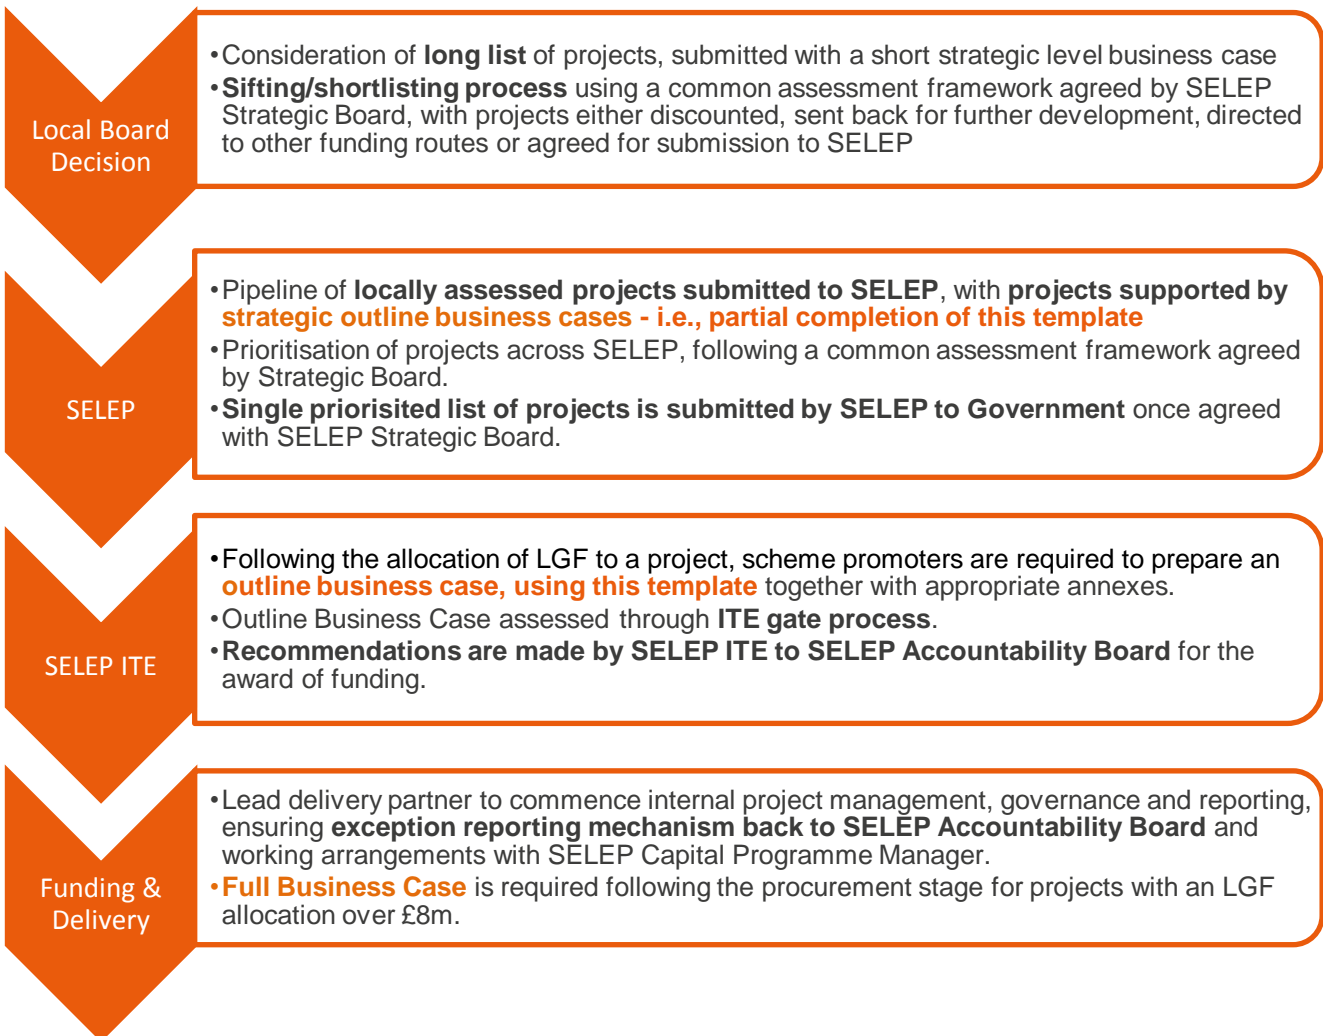 Local Board
Decision
•Consideration of long list of projects, submitted with a short strategic level business case
•Sifting/shortlisting process using a common assessment framework agreed by SELEP
Strategic Board, with projects either discounted, sent back for further development, directed
to other funding routes or agreed for submission to SELEP
SELEP
•Pipeline of locally assessed projects submitted to SELEP, with projects supported by
strategic outline business cases - i.e., partial completion of this template
•Prioritisation of projects across SELEP, following a common assessment framework agreed
by Strategic Board.
•Single priorisited list of projects is submitted by SELEP to Government once agreed
with SELEP Strategic Board.
SELEP ITE
•Following the allocation of LGF to a project, scheme promoters are required to prepare an
outline business case, using this template together with appropriate annexes.
•Outline Business Case assessed through ITE gate process.
•Recommendations are made by SELEP ITE to SELEP Accountability Board for the
award of funding.
Funding &
Delivery
•Lead delivery partner to commence internal project management, governance and reporting,
ensuring exception reporting mechanism back to SELEP Accountability Board and
working arrangements with SELEP Capital Programme Manager.
•Full Business Case is required following the procurement stage for projects with an LGF
allocation over £8m.